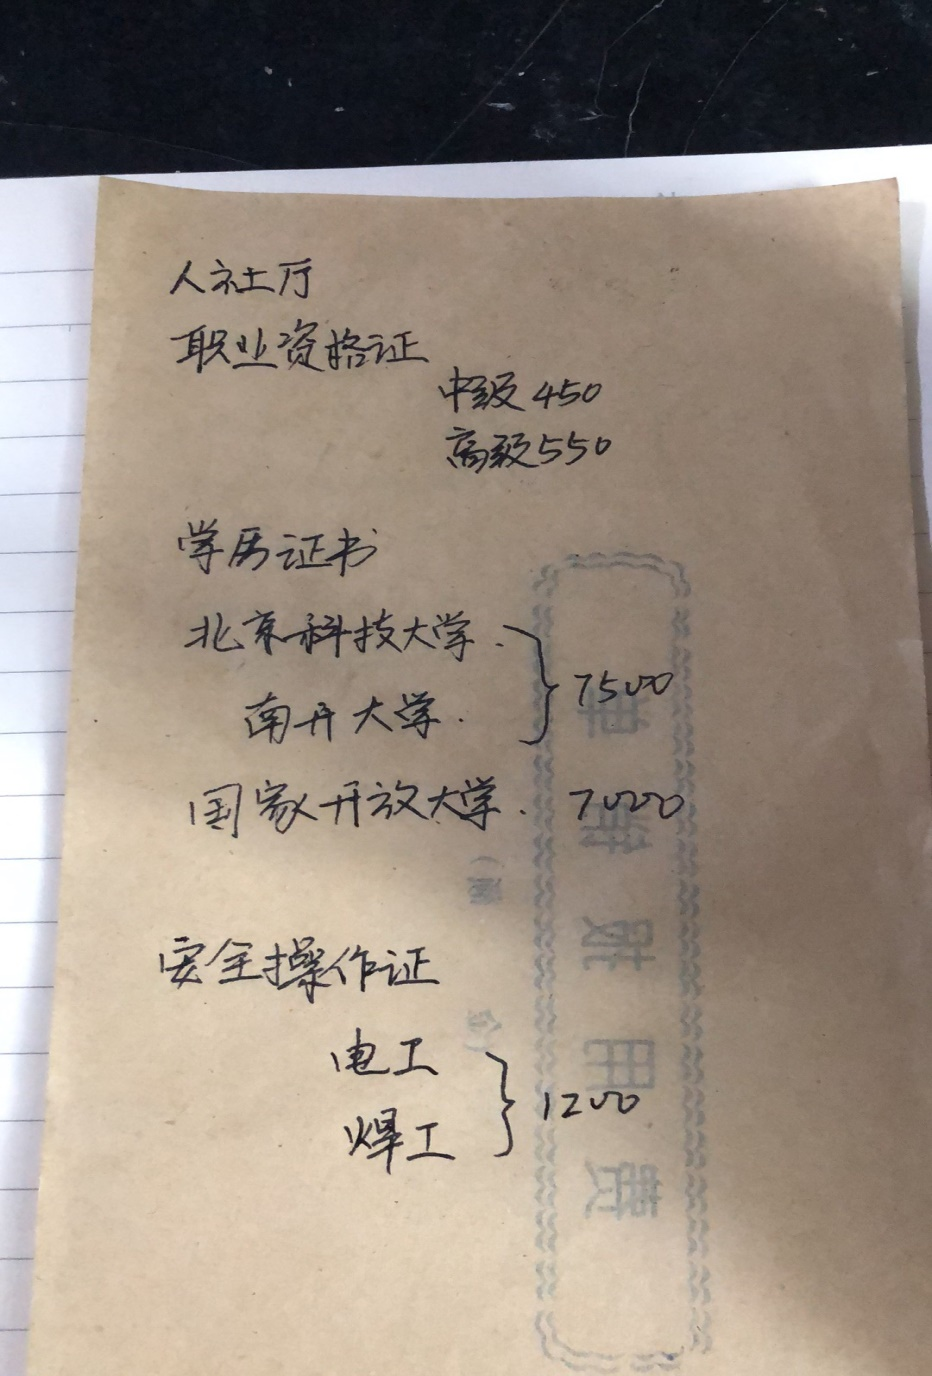 人社厅
职业资格证
中级 450
高级 550
学历证书
北京科技大学.
南开大学.
7500
国家开放大学. 7000
安全操作证
电工
焊工
1200